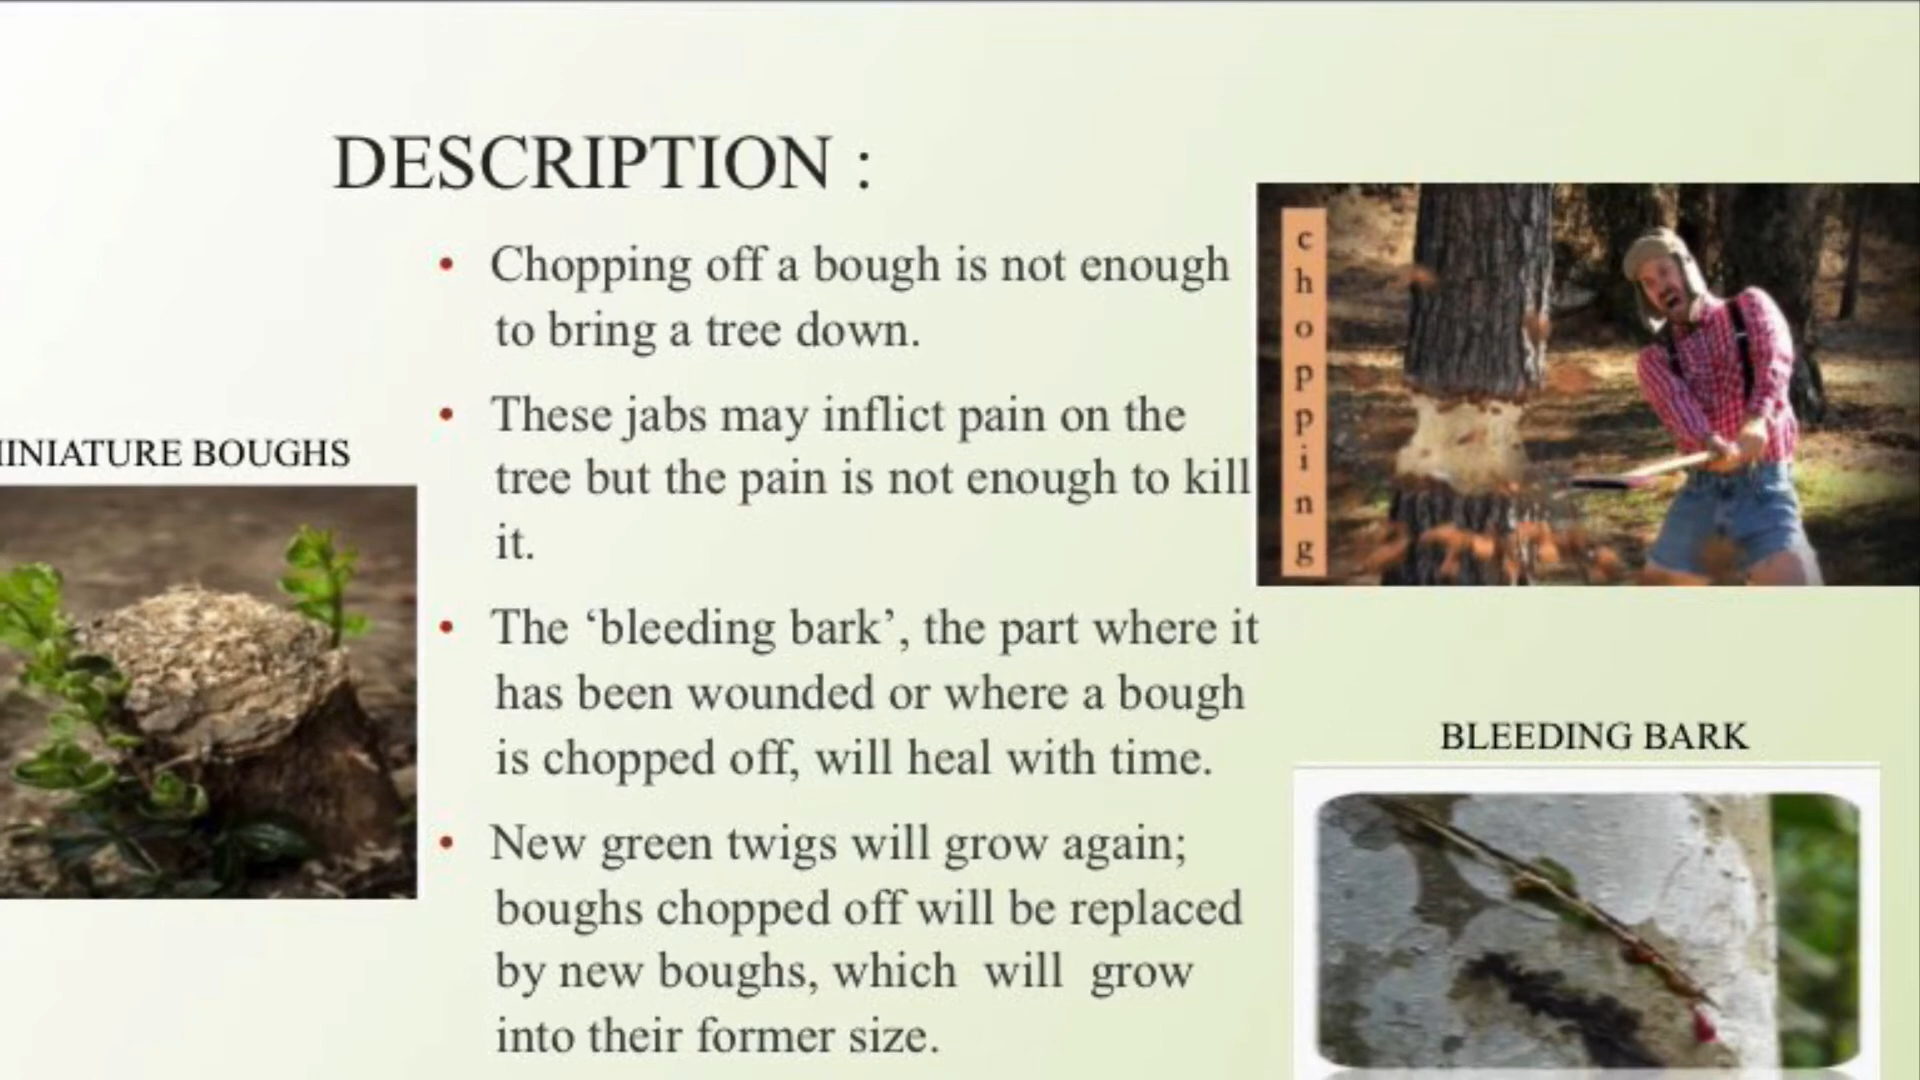 DESCRIPTION :
• Chopping off a bough is not enough
to bring a tree down.
• These jabs may inflict pain on the
tree but the pain is not enough to kill
it.
• The ‘bleeding bark’, the part where it
has been wounded or where a bough
is chopped off, will heal with time.
• New green twigs will grow again;
boughs chopped off will be replaced
by new boughs, which will grow
into their former size.
INIATURE BOUGHS
chopping
BLEEDING BARK